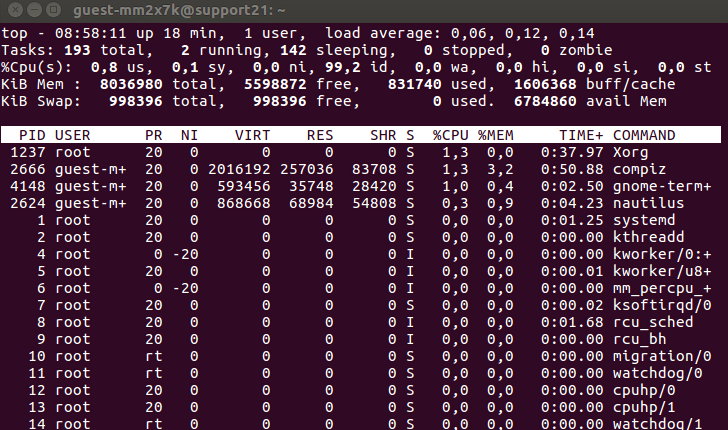 guest-mm2x7k@support21: ~
top - 08:58:11 up 18 min,  1 user,  load average: 0,06, 0,12, 0,14
Tasks: 193 total,   2 running, 142 sleeping,   0 stopped,   0 zombie
%Cpu(s):  0,8 us,  0,1 sy,  0,0 ni, 99,2 id,  0,0 wa,  0,0 hi,  0,0 si,  0,0 st
KiB Mem :  8036980 total,  5598872 free,   831740 used,  1606368 buff/cache
KiB Swap:   998396 total,   998396 free,        0 used.  6784860 avail Mem
PID USER      PR  NI    VIRT    RES    SHR S  %CPU %MEM     TIME+ COMMAND
1237 root      20   0       0      0      0 S   1,3  0,0   0:37.97 Xorg
2666 guest-m+  20   0 2016192 257036  83708 S   1,3  3,2   0:50.88 compiz
4148 guest-m+  20   0  593456  35748  28420 S   1,0  0,4   0:02.50 gnome-term+
2624 guest-m+  20   0  868668  68984  54808 S   0,3  0,9   0:04.23 nautilus
1 root      20   0       0      0      0 S   0,0  0,0   0:01.25 systemd
2 root      20   0       0      0      0 S   0,0  0,0   0:00.00 kthreadd
4 root       0 -20       0      0      0 I   0,0  0,0   0:00.00 kworker/0:+
5 root      20   0       0      0      0 I   0,0  0,0   0:00.01 kworker/u8+
6 root       0 -20       0      0      0 I   0,0  0,0   0:00.00 mm_percpu_+
7 root      20   0       0      0      0 S   0,0  0,0   0:00.02 ksoftirqd/0
8 root      20   0       0      0      0 I   0,0  0,0   0:01.68 rcu_sched
9 root      20   0       0      0      0 I   0,0  0,0   0:00.00 rcu_bh
10 root      rt   0       0      0      0 S   0,0  0,0   0:00.00 migration/0
11 root      rt   0       0      0      0 S   0,0  0,0   0:00.00 watchdog/0
12 root      20   0       0      0      0 S   0,0  0,0   0:00.00 cpuhp/0
13 root      20   0       0      0      0 S   0,0  0,0   0:00.00 cpuhp/1
14 root      rt   0       0      0      0 S   0,0  0,0   0:00.00 watchdog/1